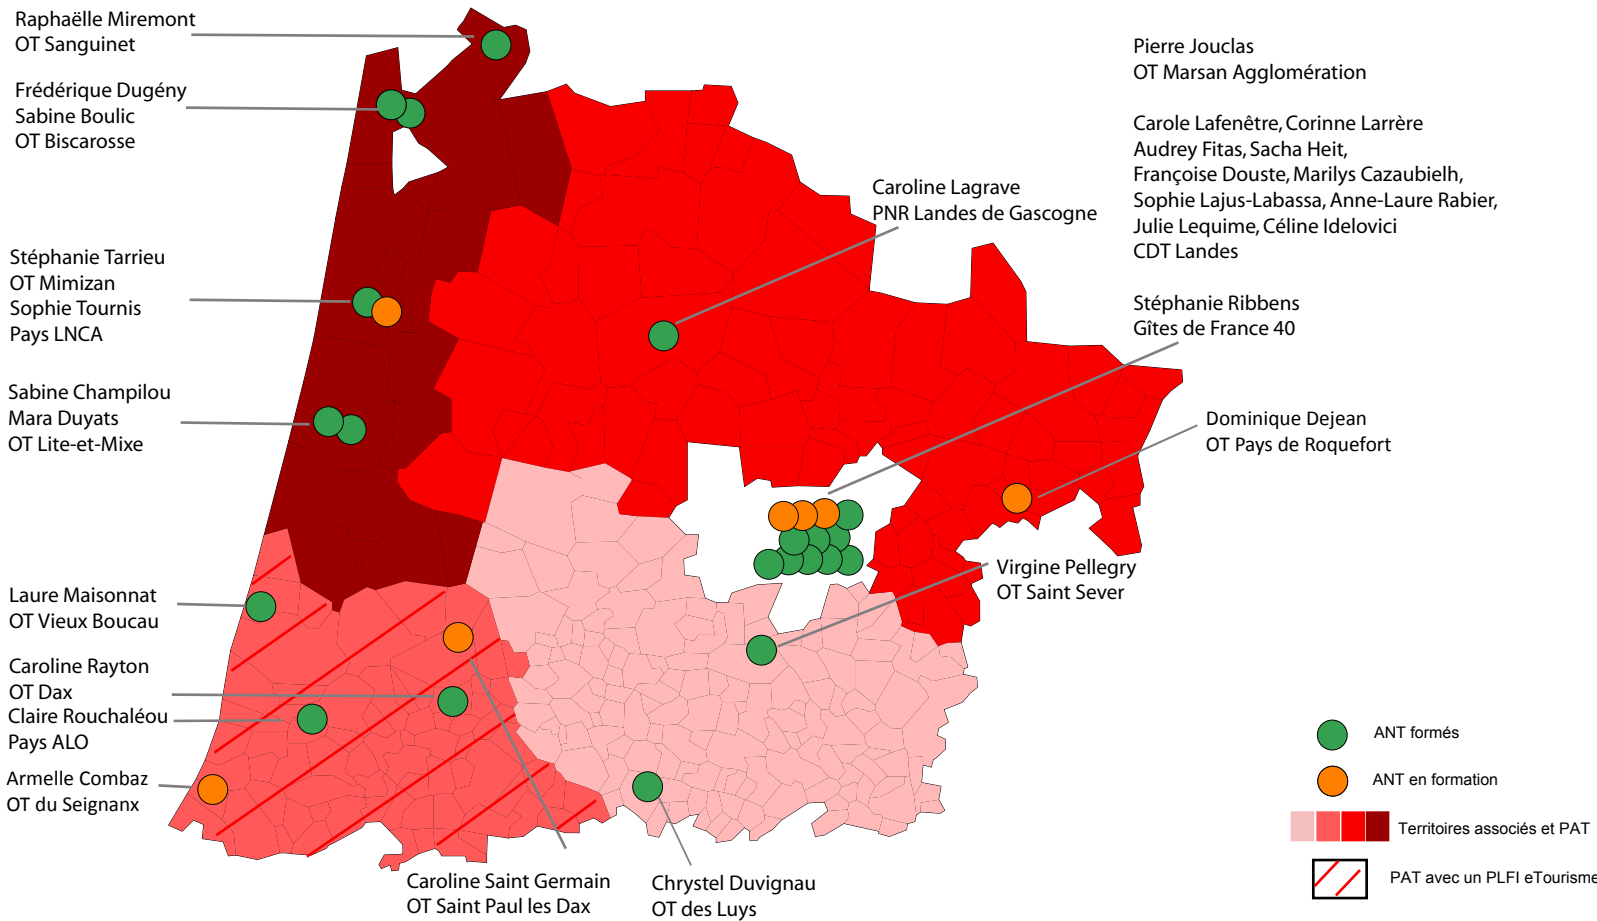 Raphaëlle Miremont
OT Sanguinet
Frédérique Dugény
Sabine Boulic
OT Biscarosse
Stéphanie Tarrieu
OT Mimizan
Sophie Tournis
Pays LNCA
Sabine Champilou
Mara Duyats
OT Lite-et-Mixe
Laure Maisonnat
OT Vieux Boucau
Caroline Rayton
OT Dax
Claire Rouchaléou
Pays ALO
Armelle Combaz
OT du Seignanx
Caroline Saint Germain
OT Saint Paul les Dax
Chrystel Duvignau
OT des Luys
Caroline Lagrave
PNR Landes de Gascogne
Pierre Jouclas
OT Marsan Agglomération
Carole Lafenêtre, Corinne Larrère
Audrey Fitas, Sacha Heit,
Françoise Douste, Marilys Cazaubielh,
Sophie Lajus-Labassa, Anne-Laure Rabier,
Julie Lequime, Céline Idelovici
CDT Landes
Stéphanie Ribbens
Gîtes de France 40
Dominique Dejean
OT Pays de Roquefort
Virgine Pellegry
OT Saint Sever
ANT formés
ANT en formation
Territoires associés et PAT
PAT avec un PLFI eTourisme